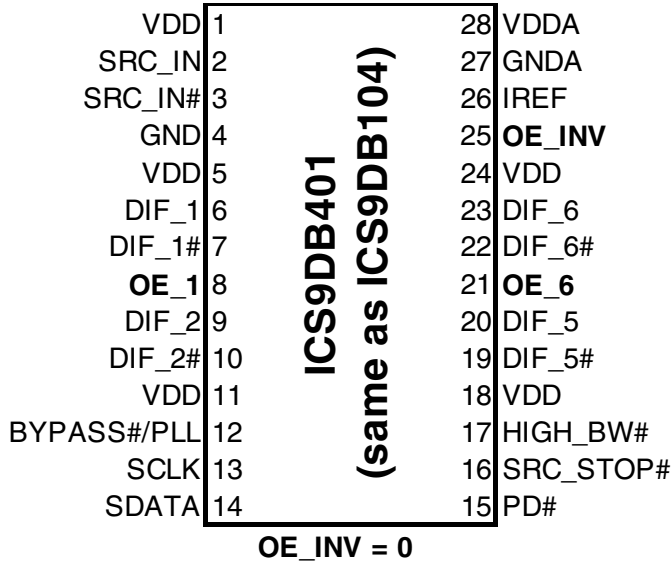 VDD 1 28 VDDA
SRC_IN 2 27 GNDA
SRC_IN# 3 26 IREF
GND 4 25 OE_INV
VDD 5 24 VDD
DIF_1 6 23 DIF_6
DIF_1# 7 22 DIF_6#
OE_1 8 21 OE_6
DIF_2 9 20 DIF_5
DIF_2# 10 19 DIF_5#
VDD 11 18 VDD
BYPASS#/PLL 12 17 HIGH_BW#
SCLK 13 16 SRC_STOP#
SDATA 14 15 PD#
ICS9DB401
(same as ICS9DB104)
OE_INV = 0